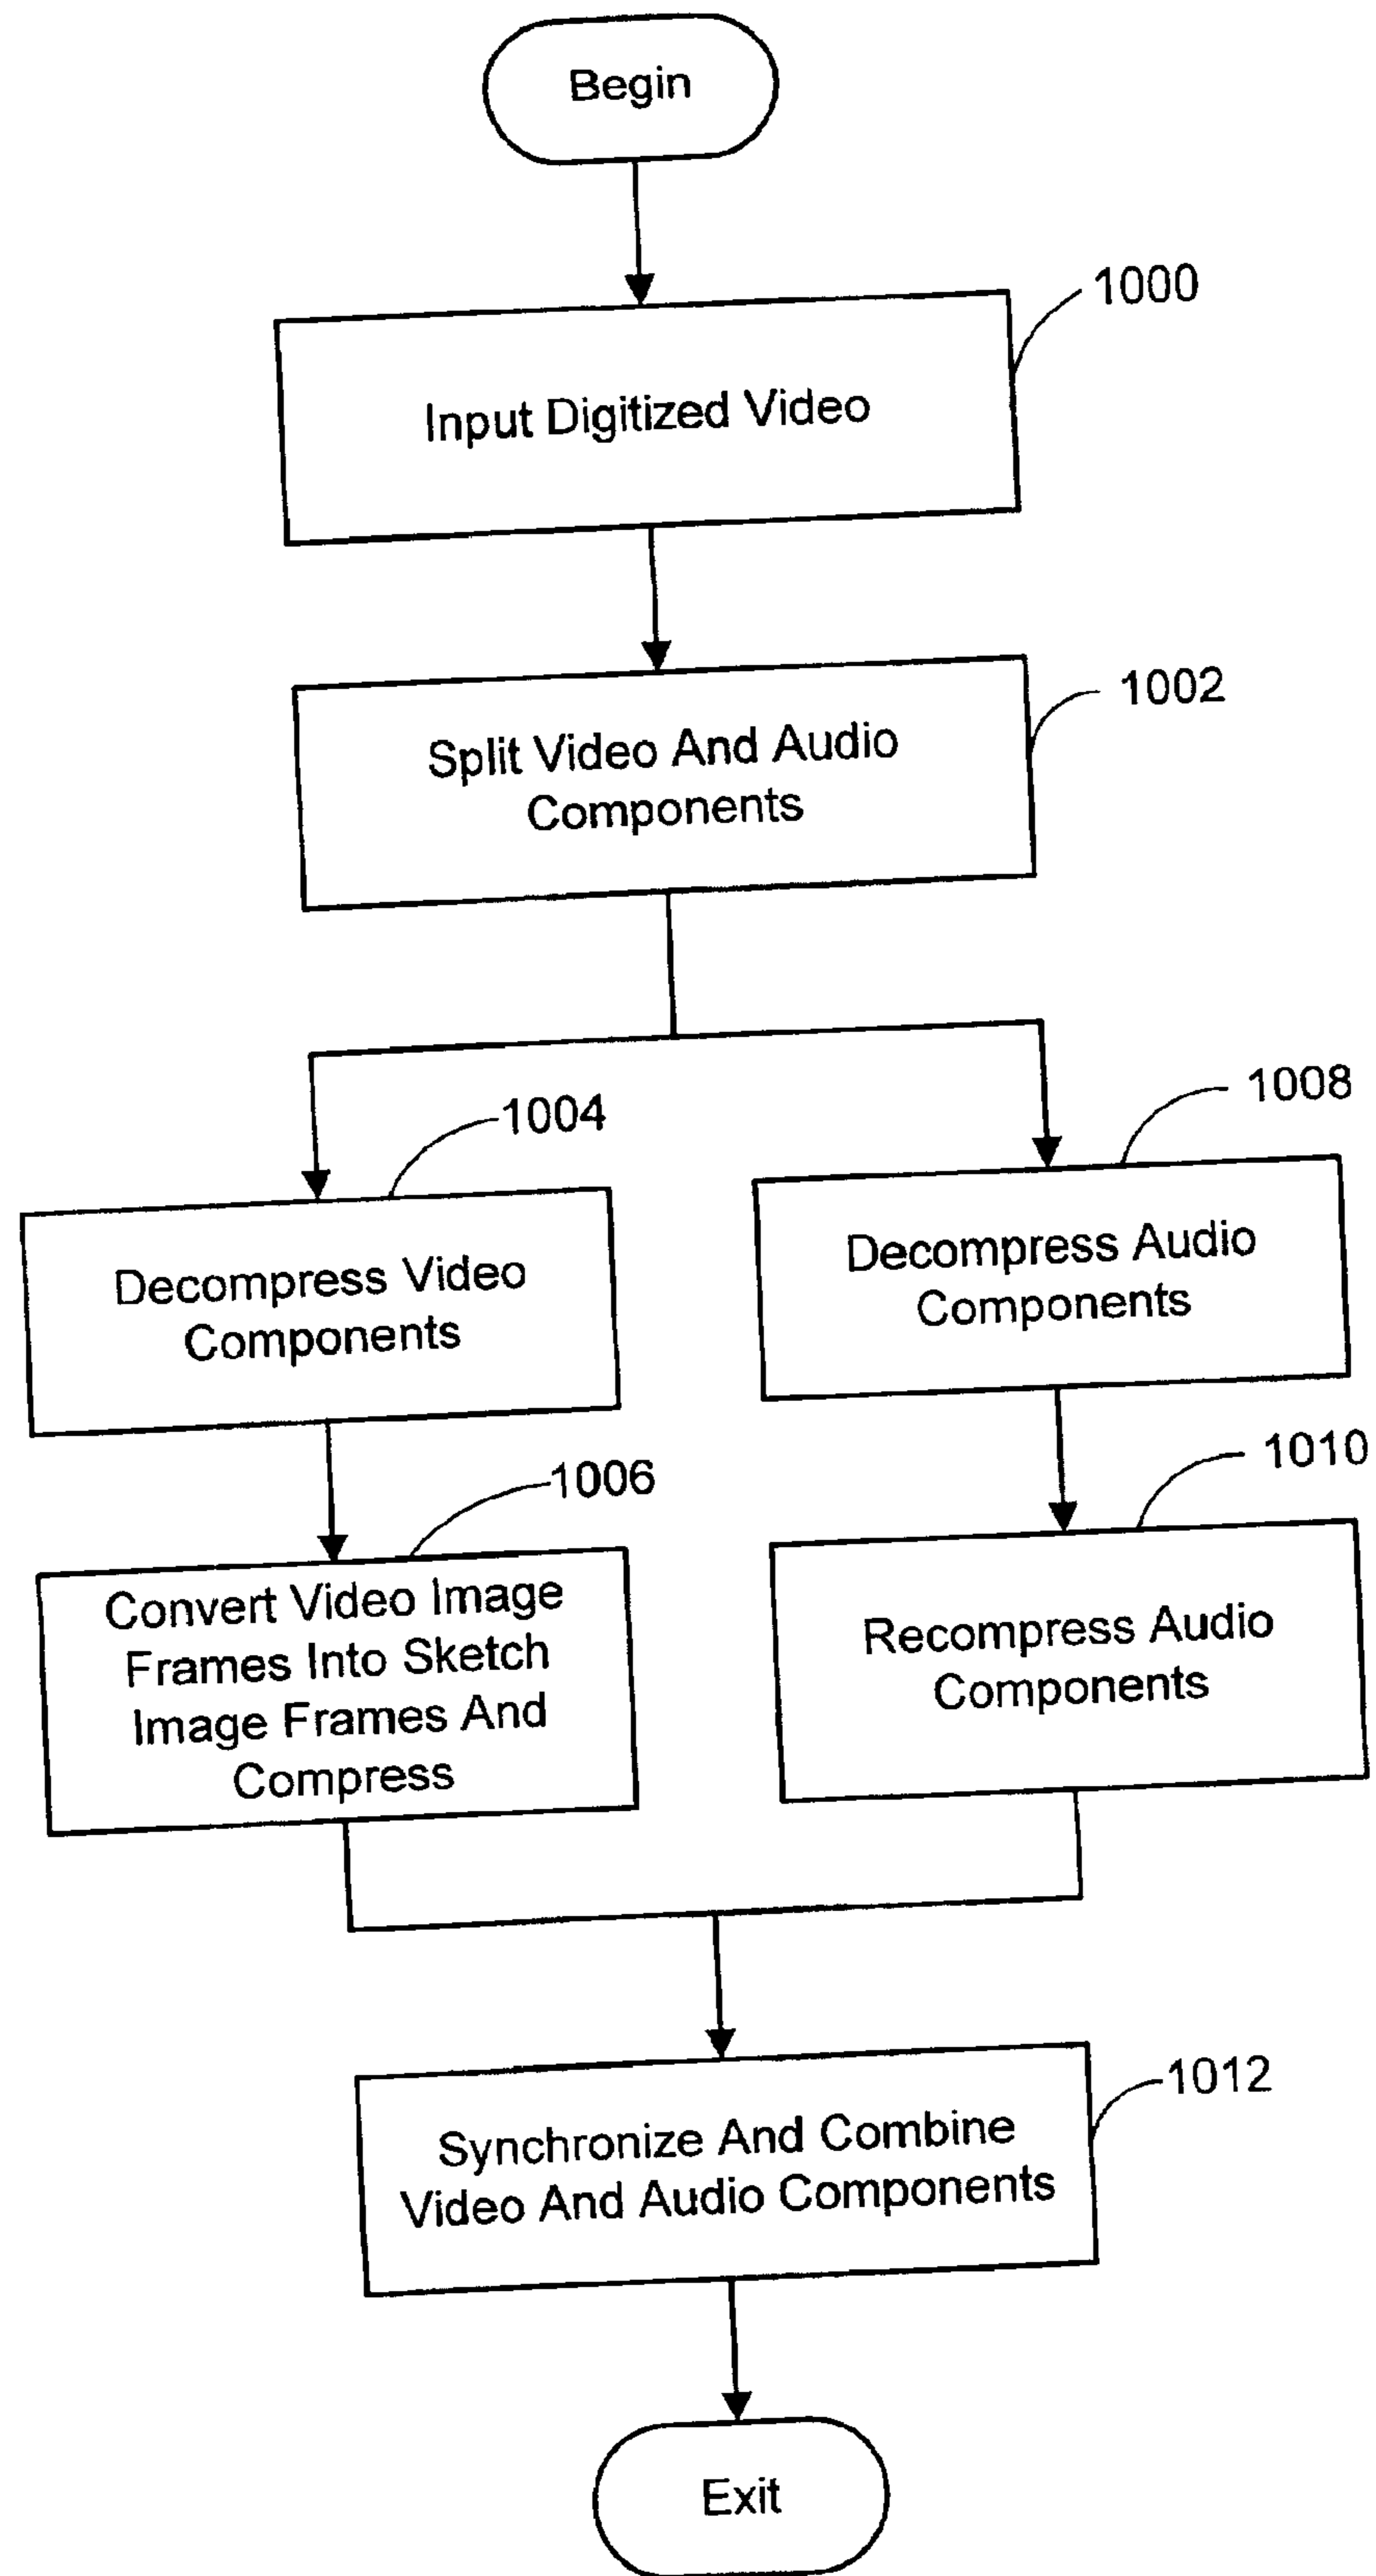 Begin
1000
Input Digitized Video
1002
Split Video And Audio
Components
1004
Decompress Video
Components
1008
Decompress Audio
Components
1006
Convert Video Image
Frames Into Sketch
Image Frames And
Compress
1010
Recompress Audio
Components
1012
Synchronize And Combine
Video And Audio Components
Exit